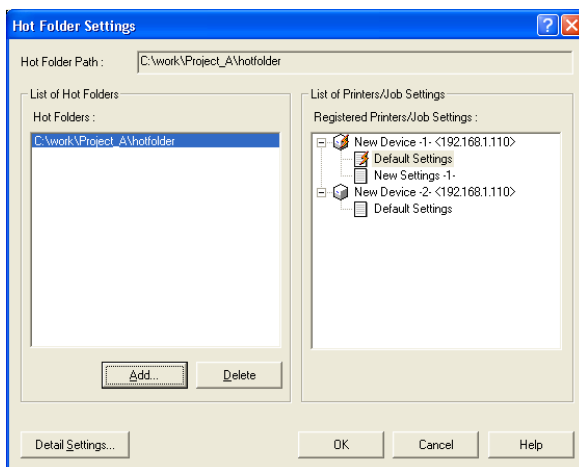 Hot Folder Settings
Hot Folder Path :
C:\work\Project_A\hotfolder
List of Hot Folders
Hot Folders :
C:\work\Project_A\hotfolder
Add...
Delete
List of Printers/Job Settings
Registered Printers/Job Settings :
New Device -1- <192.168.1.110>
Default Settings
New Settings -1-
New Device -2- <192.168.1.110>
Default Settings
Detail Settings...
OK
Cancel
Help